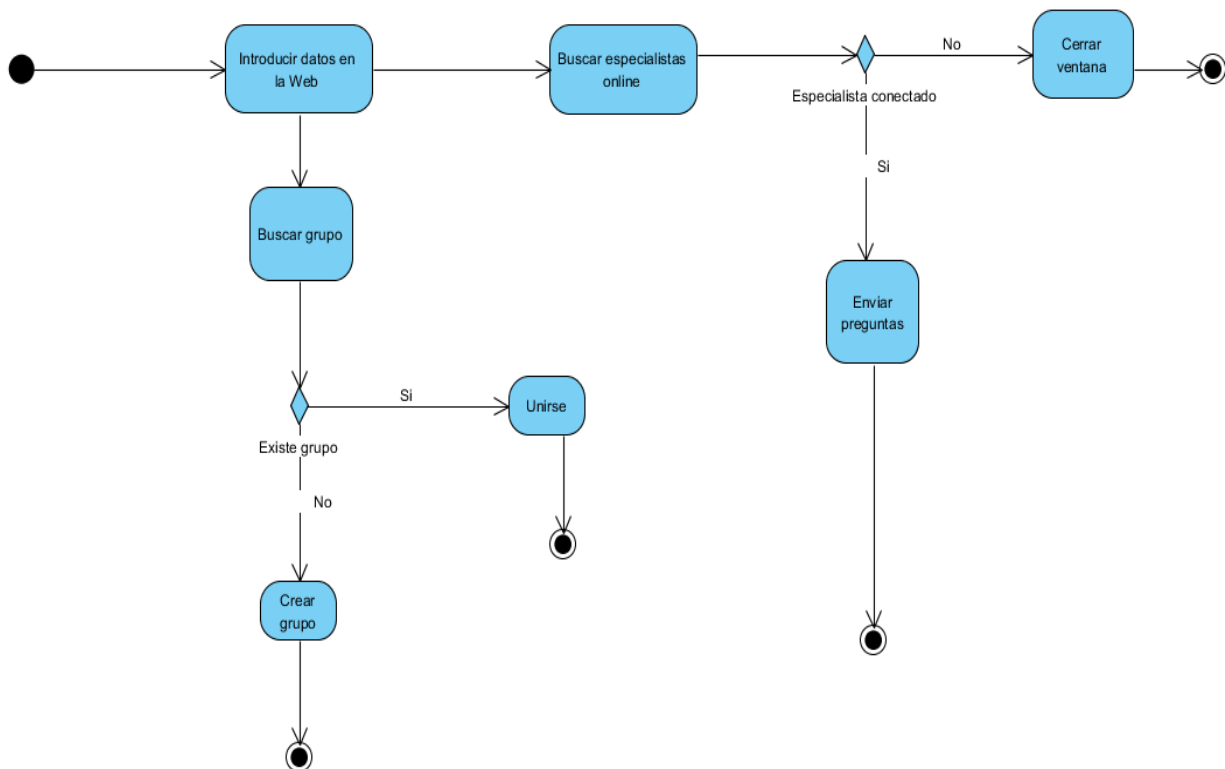 Introducir datos en
la Web
Buscar especialistas
online
No
Cerrar
ventana
Especialista conectado
Si
Buscar grupo
Enviar
preguntas
Si
Unirse
Existe grupo
No
Crear
grupo